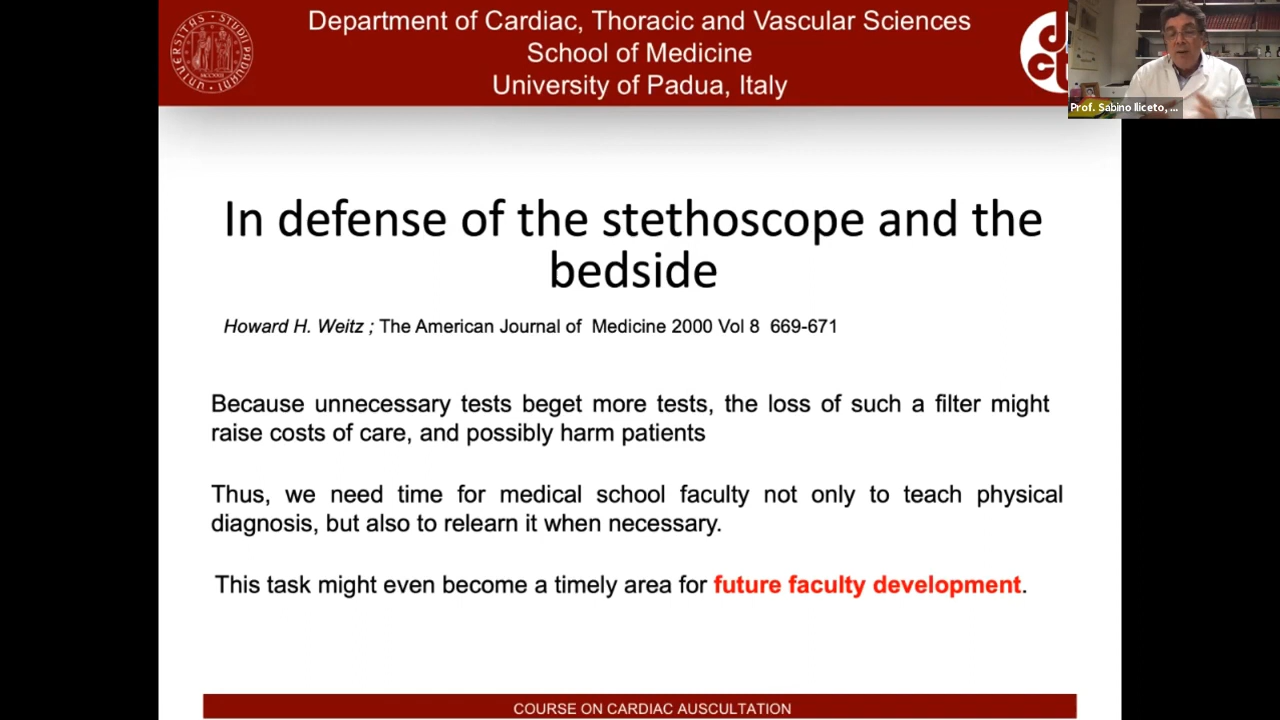 Department of Cardiac, Thoracic and Vascular Sciences
School of Medicine
University of Padua, Italy
Prof. Sabino Iliceto, ...
In defense of the stethoscope and the
bedside
Howard H. Weitz ; The American Journal of Medicine 2000 Vol 8 669-671
Because unnecessary tests beget more tests, the loss of such a filter might
raise costs of care, and possibly harm patients
Thus, we need time for medical school faculty not only to teach physical
diagnosis, but also to relearn it when necessary.
This task might even become a timely area for future faculty development.
COURSE ON CARDIAC AUSCULTATION